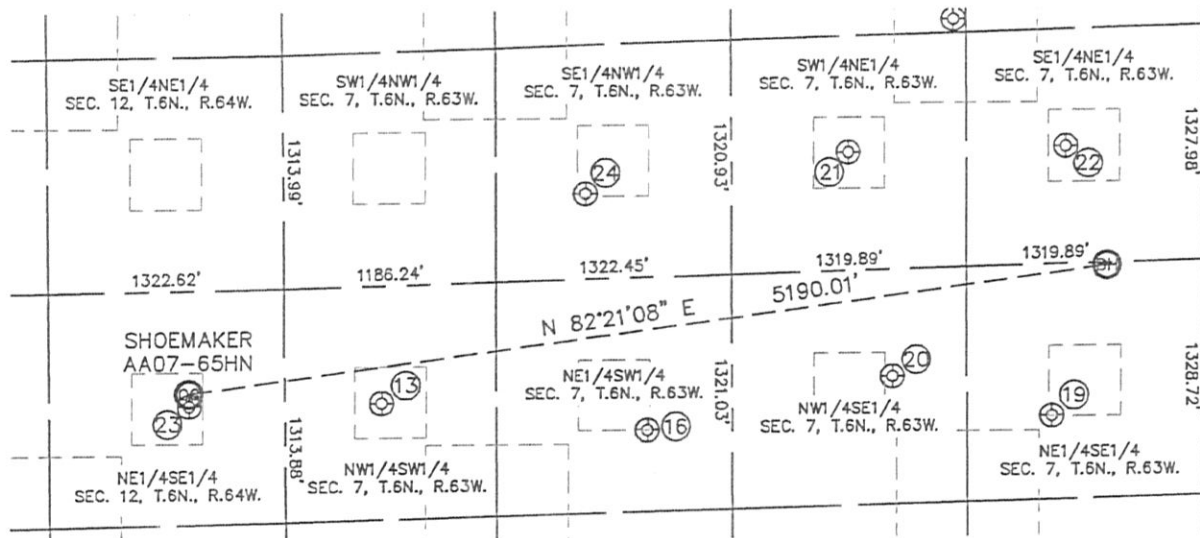 SE1/4NE1/4
SEC. 12, T.6N., R.64W.
SW1/4NW1/4
SEC. 7, T.6N., R.63W.
SE1/4NW1/4
SEC. 7, T.6N., R.63W.
SW1/4NE1/4
SEC. 7, T.6N., R.63W.
SE1/4NE1/4
SEC. 7, T.6N., R.63W.
1313.99'
24
1320.93'
21
22
1327.98'
1322.62'
1186.24'
1322.45'
1319.89'
1319.89'
N 82°21'08" E
5190.01'
SHOEMAKER
AA07-65HN
23
13
1313.88'
NE1/4SW1/4
SEC. 7, T.6N., R.63W.
16
1321.03'
20
NW1/4SE1/4
SEC. 7, T.6N., R.63W.
19
1328.72'
NE1/4SE1/4
SEC. 12, T.6N., R.64W.
NW1/4SW1/4
SEC. 7, T.6N., R.63W.
NE1/4SE1/4
SEC. 7, T.6N., R.63W.